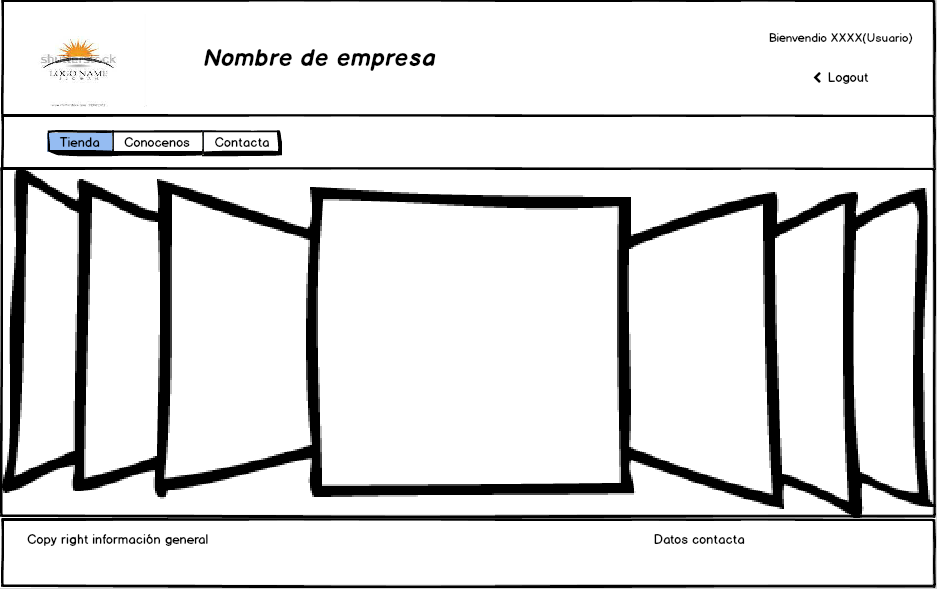 shutterstock
LOGO NAME
Nombre de empresa
Bienvendio XXXX(Usuario)
Logout
Tienda Conocenos Contacta
Copy right información general
Datos contacta